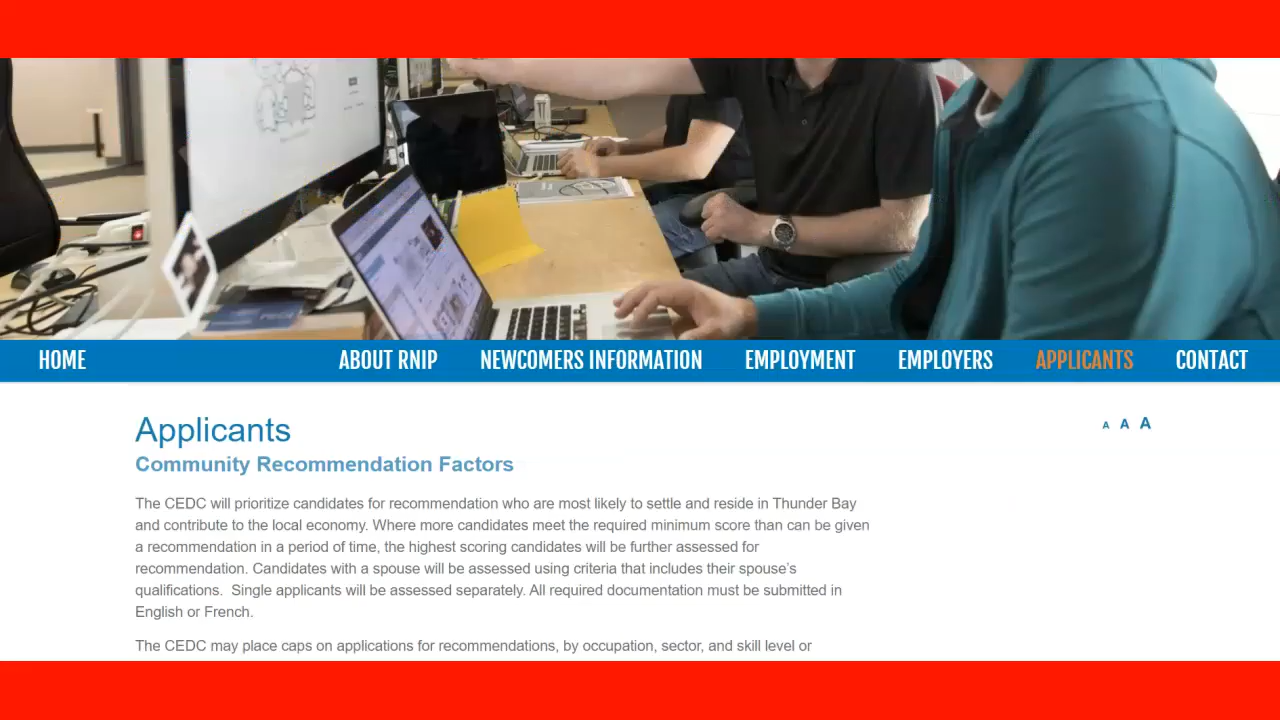 HOME ABOUT RNIP NEWCOMERS INFORMATION EMPLOYMENT EMPLOYERS APPLICANTS CONTACT
Applicants
A A A
Community Recommendation Factors
The CEDC will prioritize candidates for recommendation who are most likely to settle and reside in Thunder Bay
and contribute to the local economy. Where more candidates meet the required minimum score than can be given
a recommendation in a period of time, the highest scoring candidates will be further assessed for
recommendation. Candidates with a spouse will be assessed using criteria that includes their spouse’s
qualifications.  Single applicants will be assessed separately. All required documentation must be submitted in
English or French.
The CEDC may place caps on applications for recommendations, by occupation, sector, and skill level or